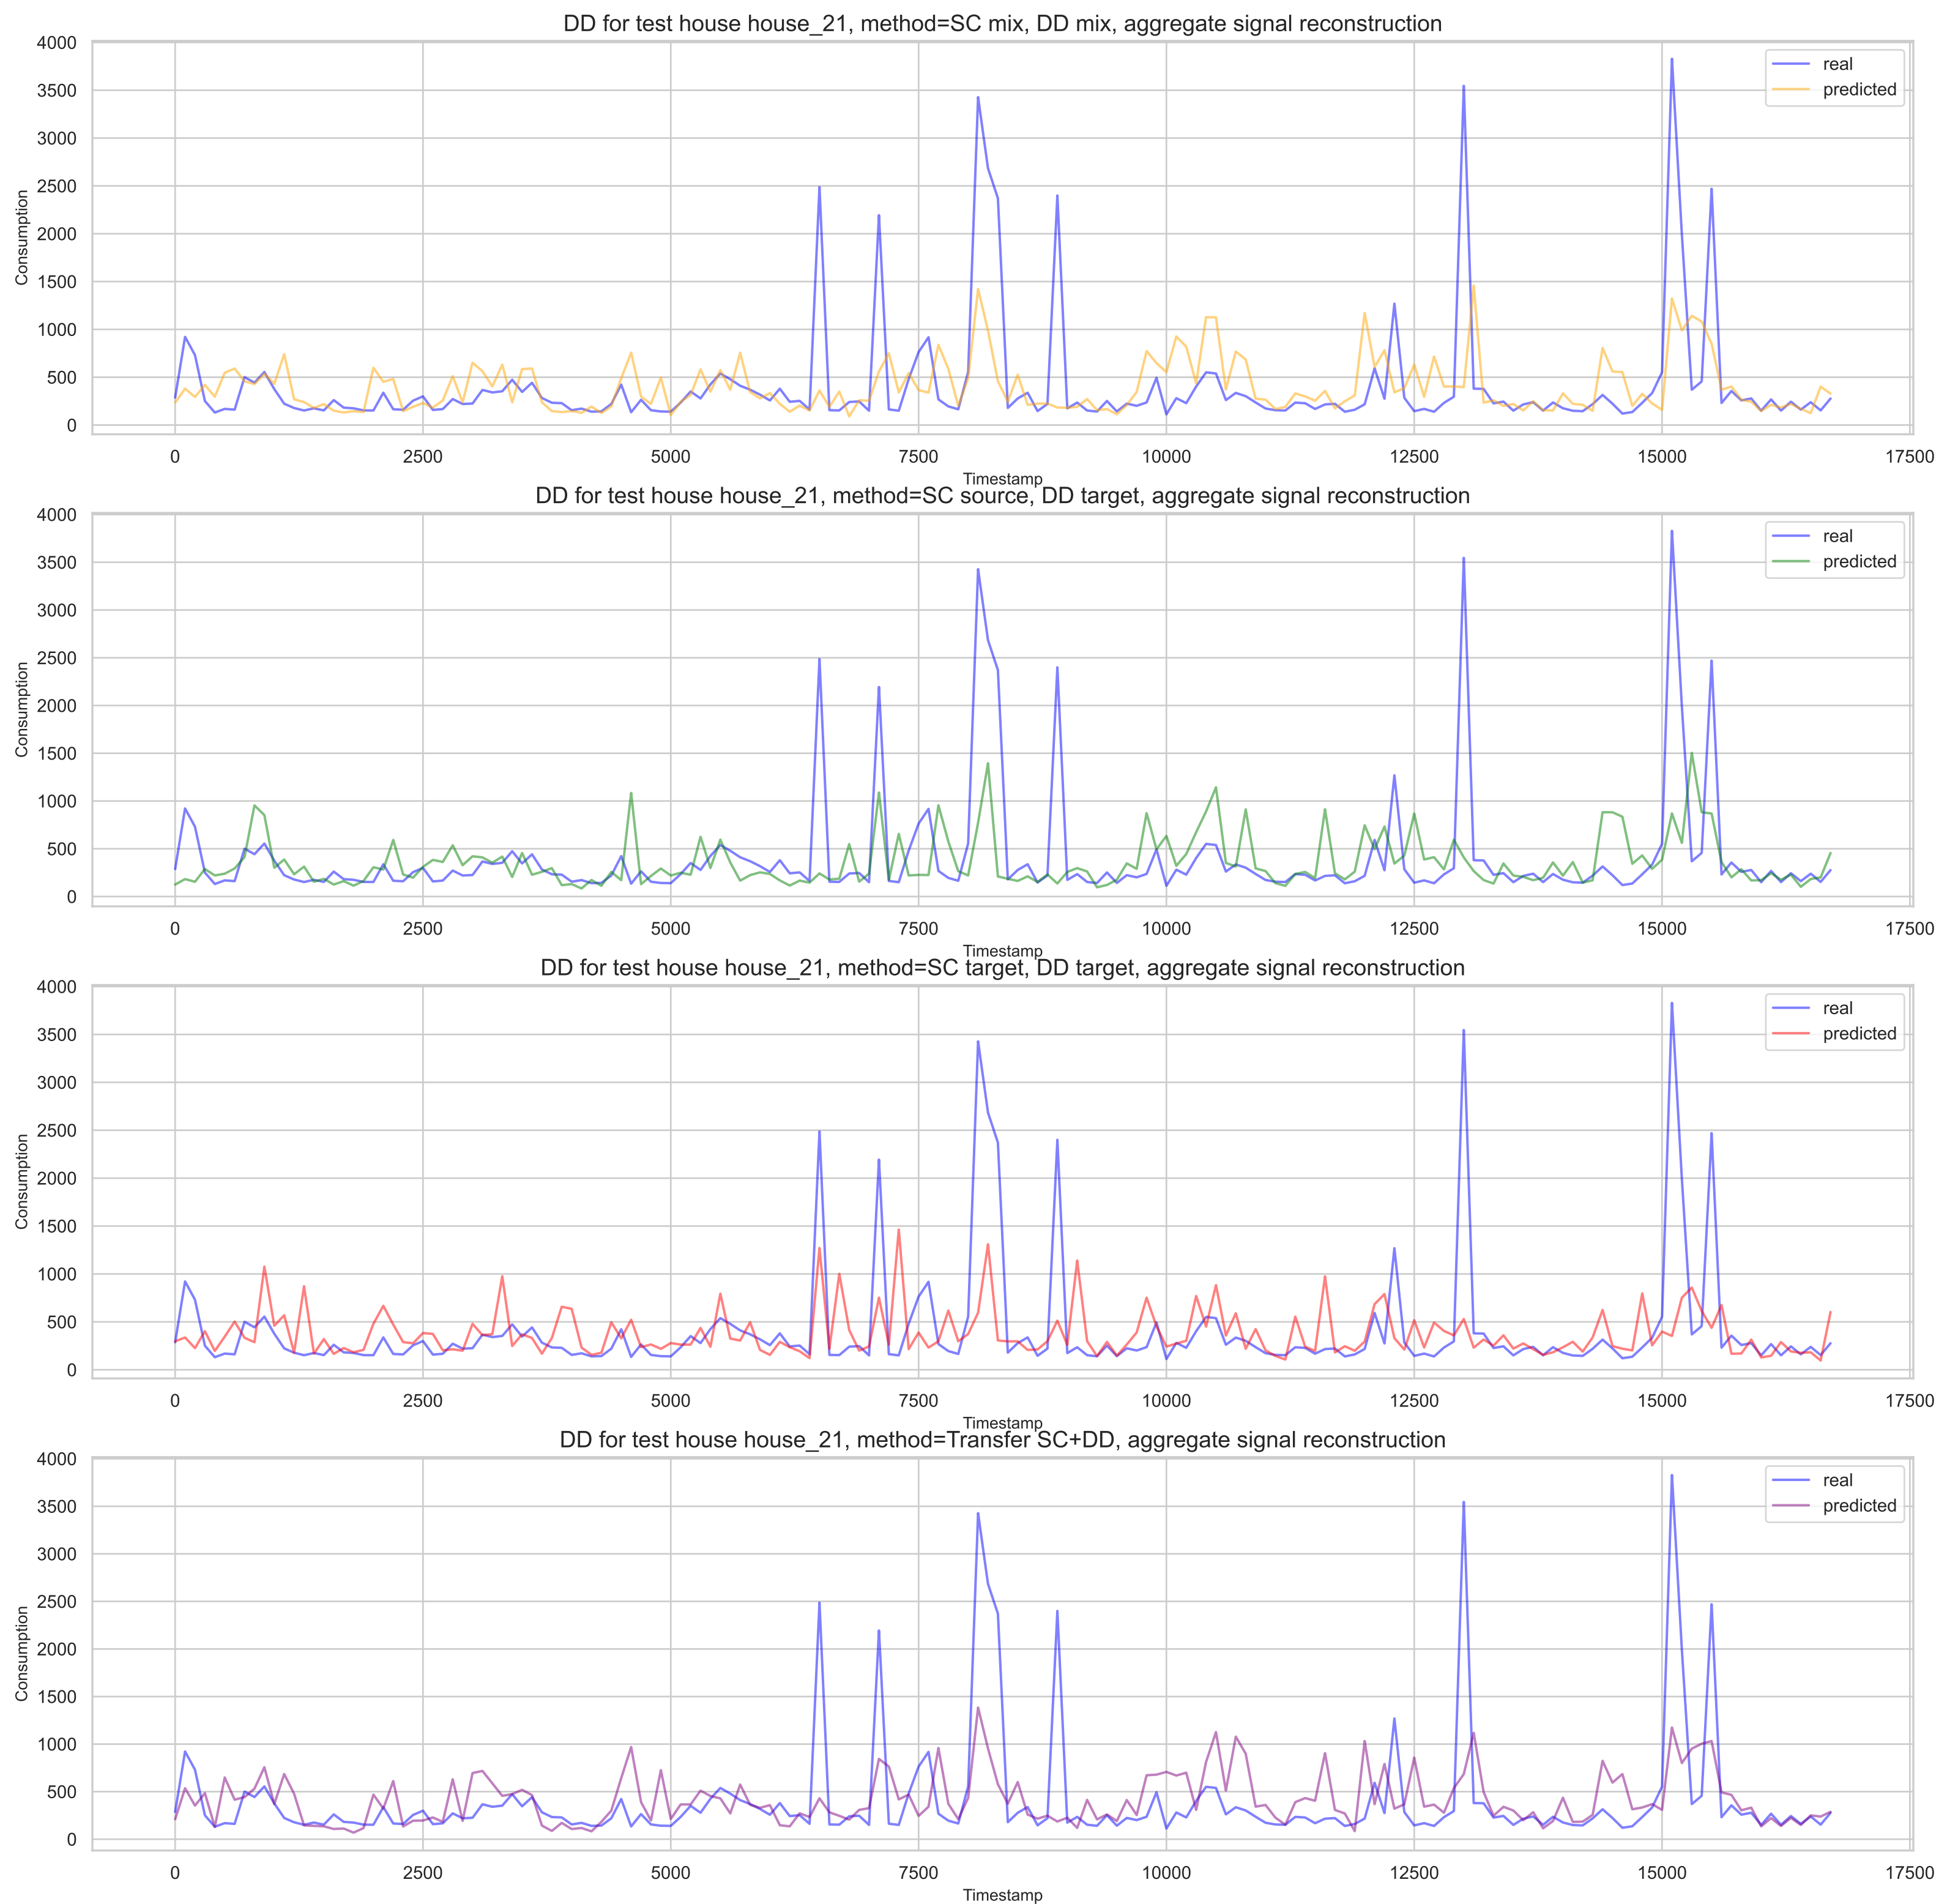 DD for test house house_21, method=SC mix, DD mix, aggregate signal reconstruction
4000
3500
3000
2500
2000
1500
1000
500
0
Consumption
real
predicted
0 2500 5000 7500 10000 12500 15000 17500
Timestamp
DD for test house house_21, method=SC source, DD target, aggregate signal reconstruction
4000
3500
3000
2500
2000
1500
1000
500
0
Consumption
real
predicted
0 2500 5000 7500 10000 12500 15000 17500
Timestamp
DD for test house house_21, method=SC target, DD target, aggregate signal reconstruction
4000
3500
3000
2500
2000
1500
1000
500
0
Consumption
real
predicted
0 2500 5000 7500 10000 12500 15000 17500
Timestamp
DD for test house house_21, method=Transfer SC+DD, aggregate signal reconstruction
4000
3500
3000
2500
2000
1500
1000
500
0
Consumption
real
predicted
0 2500 5000 7500 10000 12500 15000 17500
Timestamp